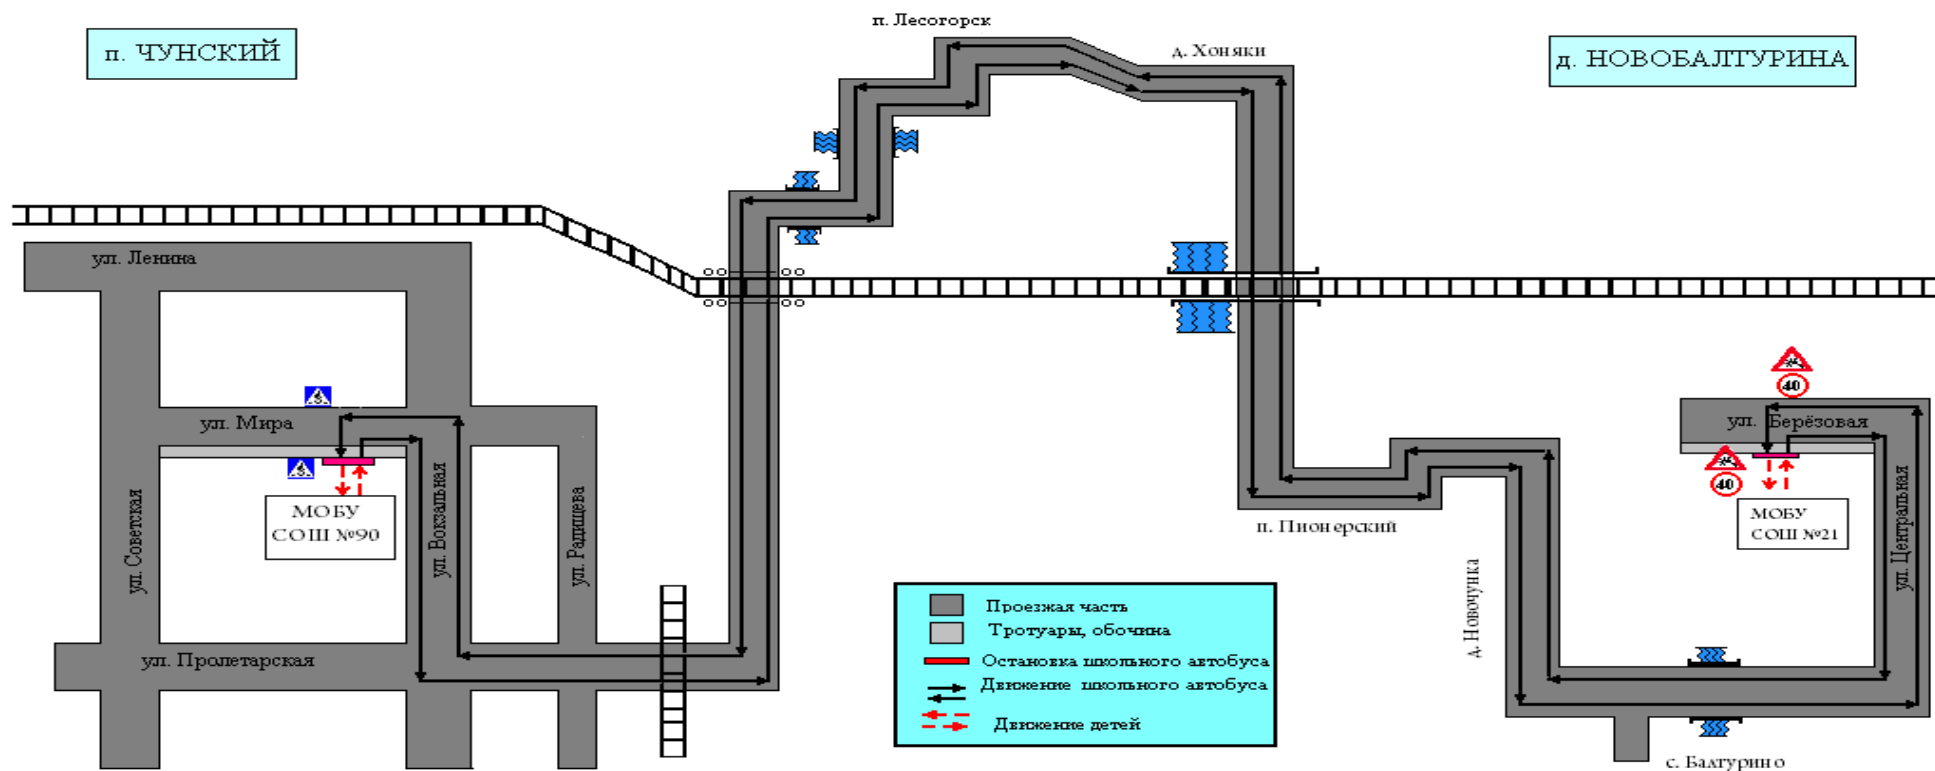 п. Лесогорск
п. ЧУНСКИЙ
д. Хоняки
д. НОВОБАЛТУРИНА
ул. Ленина
ул. Мира
ул. Советская
ул. Вокзальная
ул. Радищева
МОБУ
СОШ №90
ул. Пролетарская
п. Пионерский
д. Новочунка
40
ул. Берёзовая
40
МОБУ
СОШ №21
ул. Центральная
с. Балтурино
Проезжая часть
Тротуары, обочина
Остановка школьного автобуса
Движение школьного автобуса
Движение детей